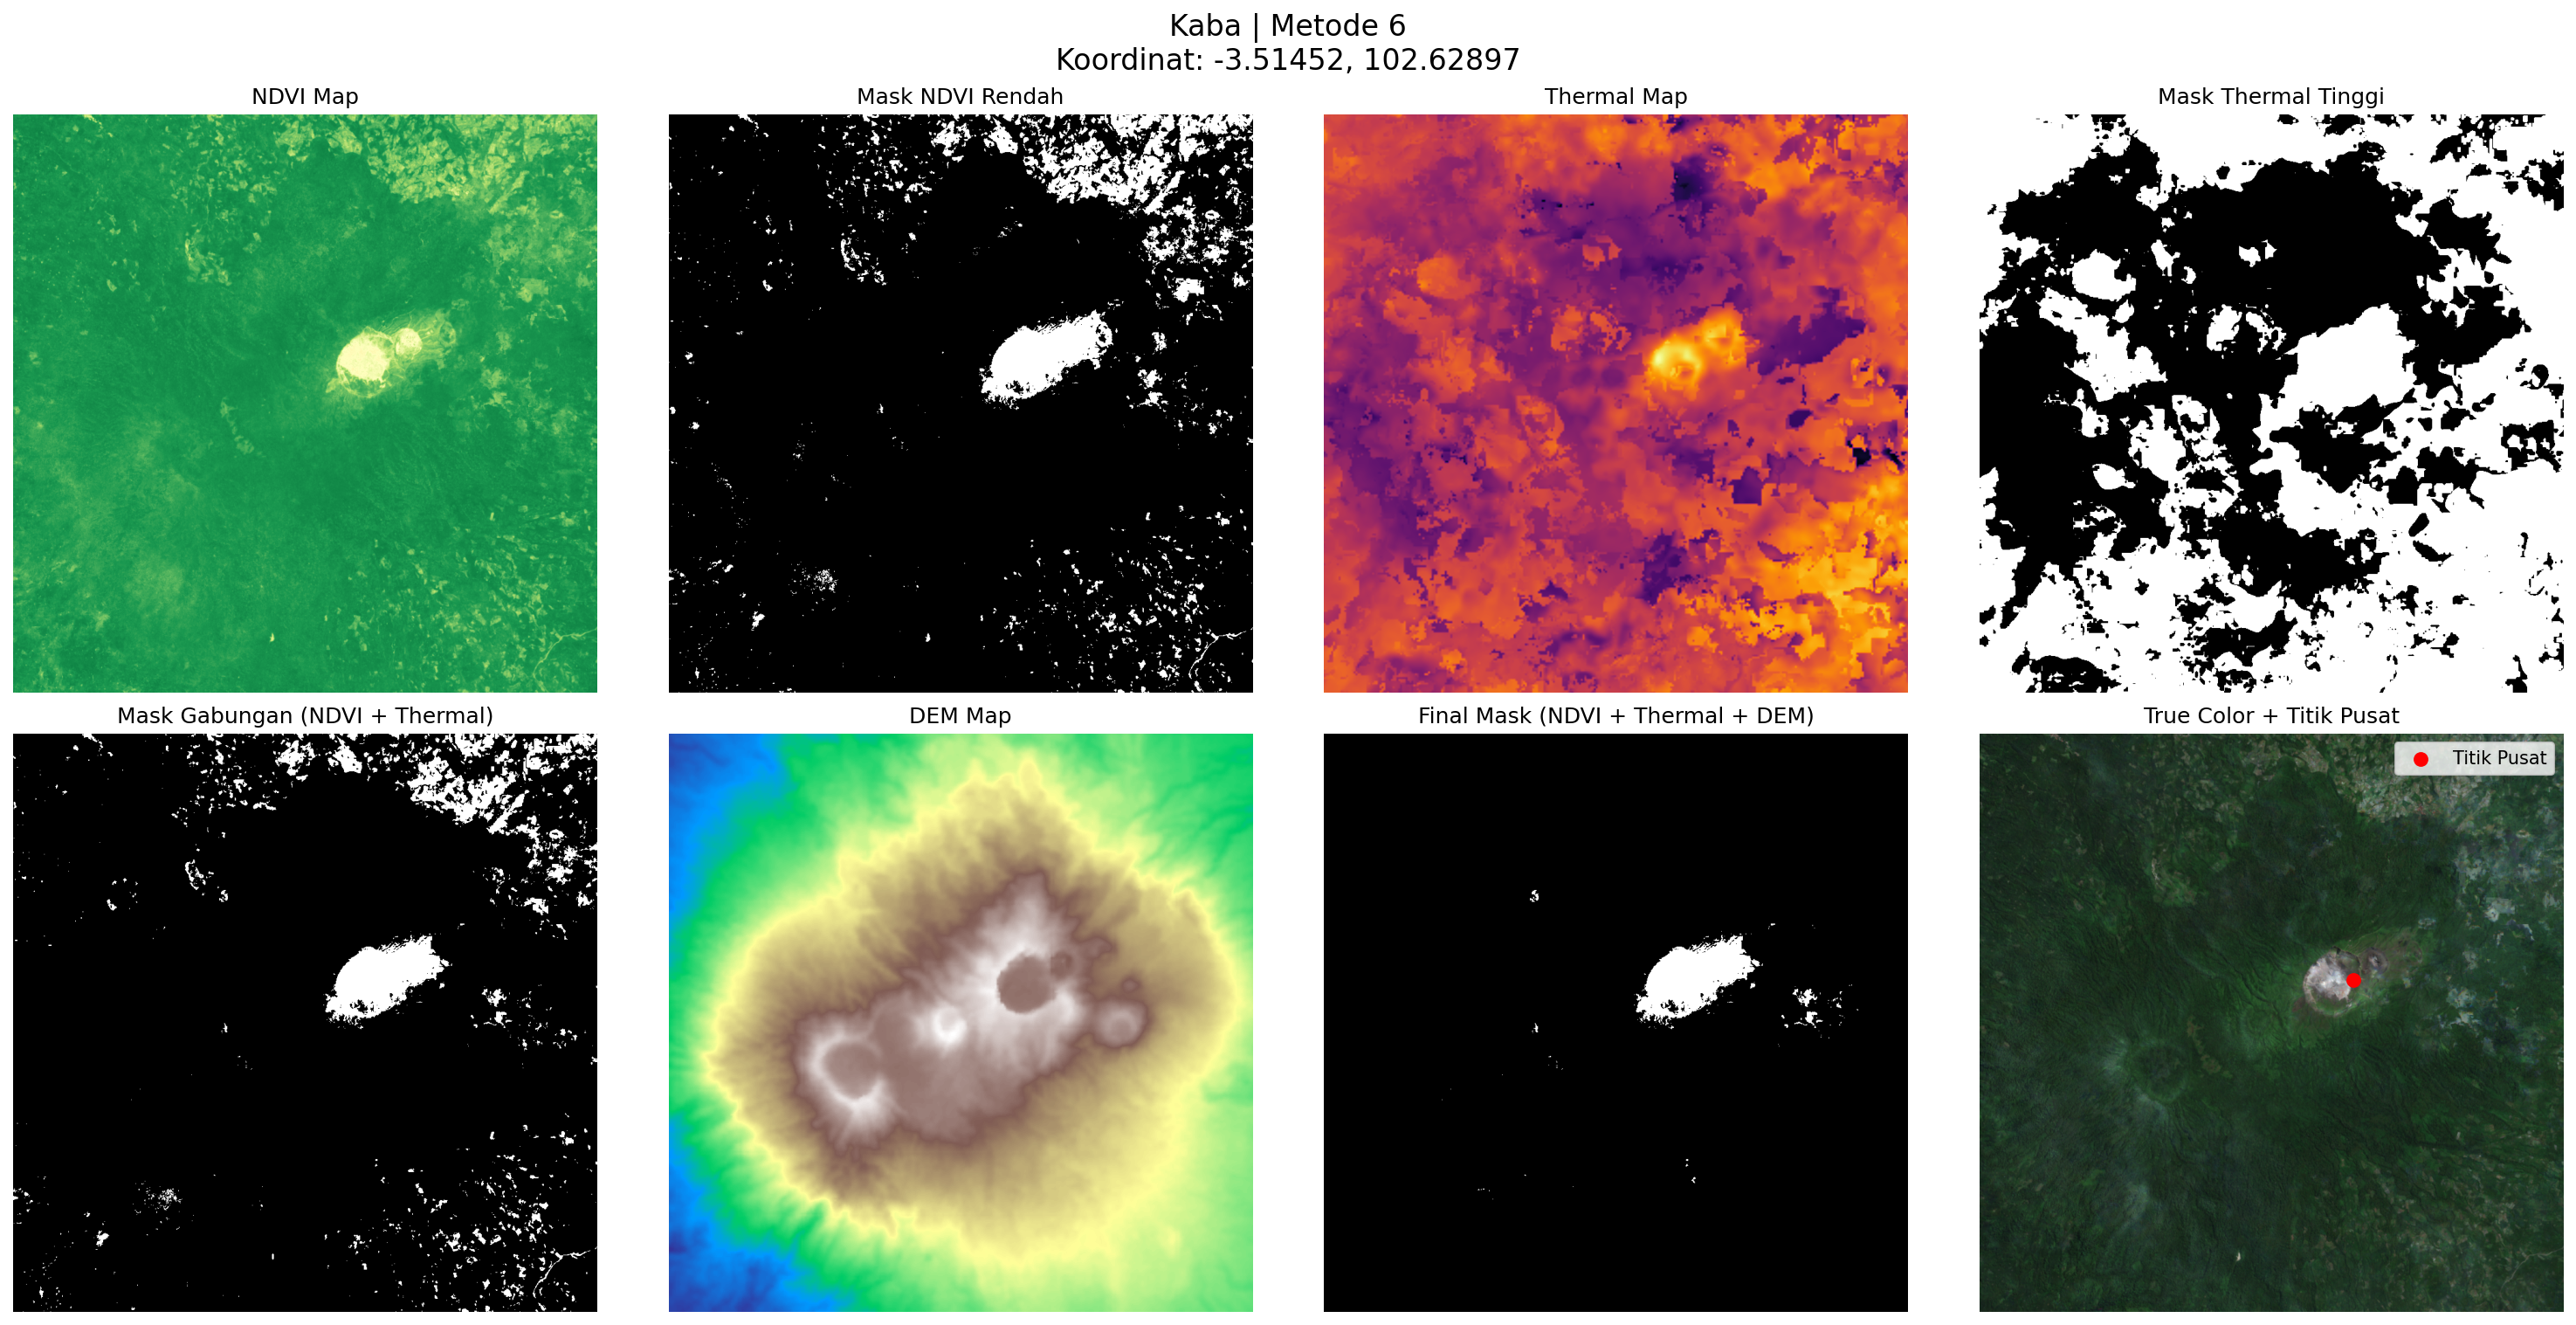 Kaba | Metode 6
Koordinat: -3.51452, 102.62897
NDVI Map
Mask NDVI Rendah
Thermal Map
Mask Thermal Tinggi
Mask Gabungan (NDVI + Thermal)
DEM Map
Final Mask (NDVI + Thermal + DEM)
True Color + Titik Pusat
Titik Pusat